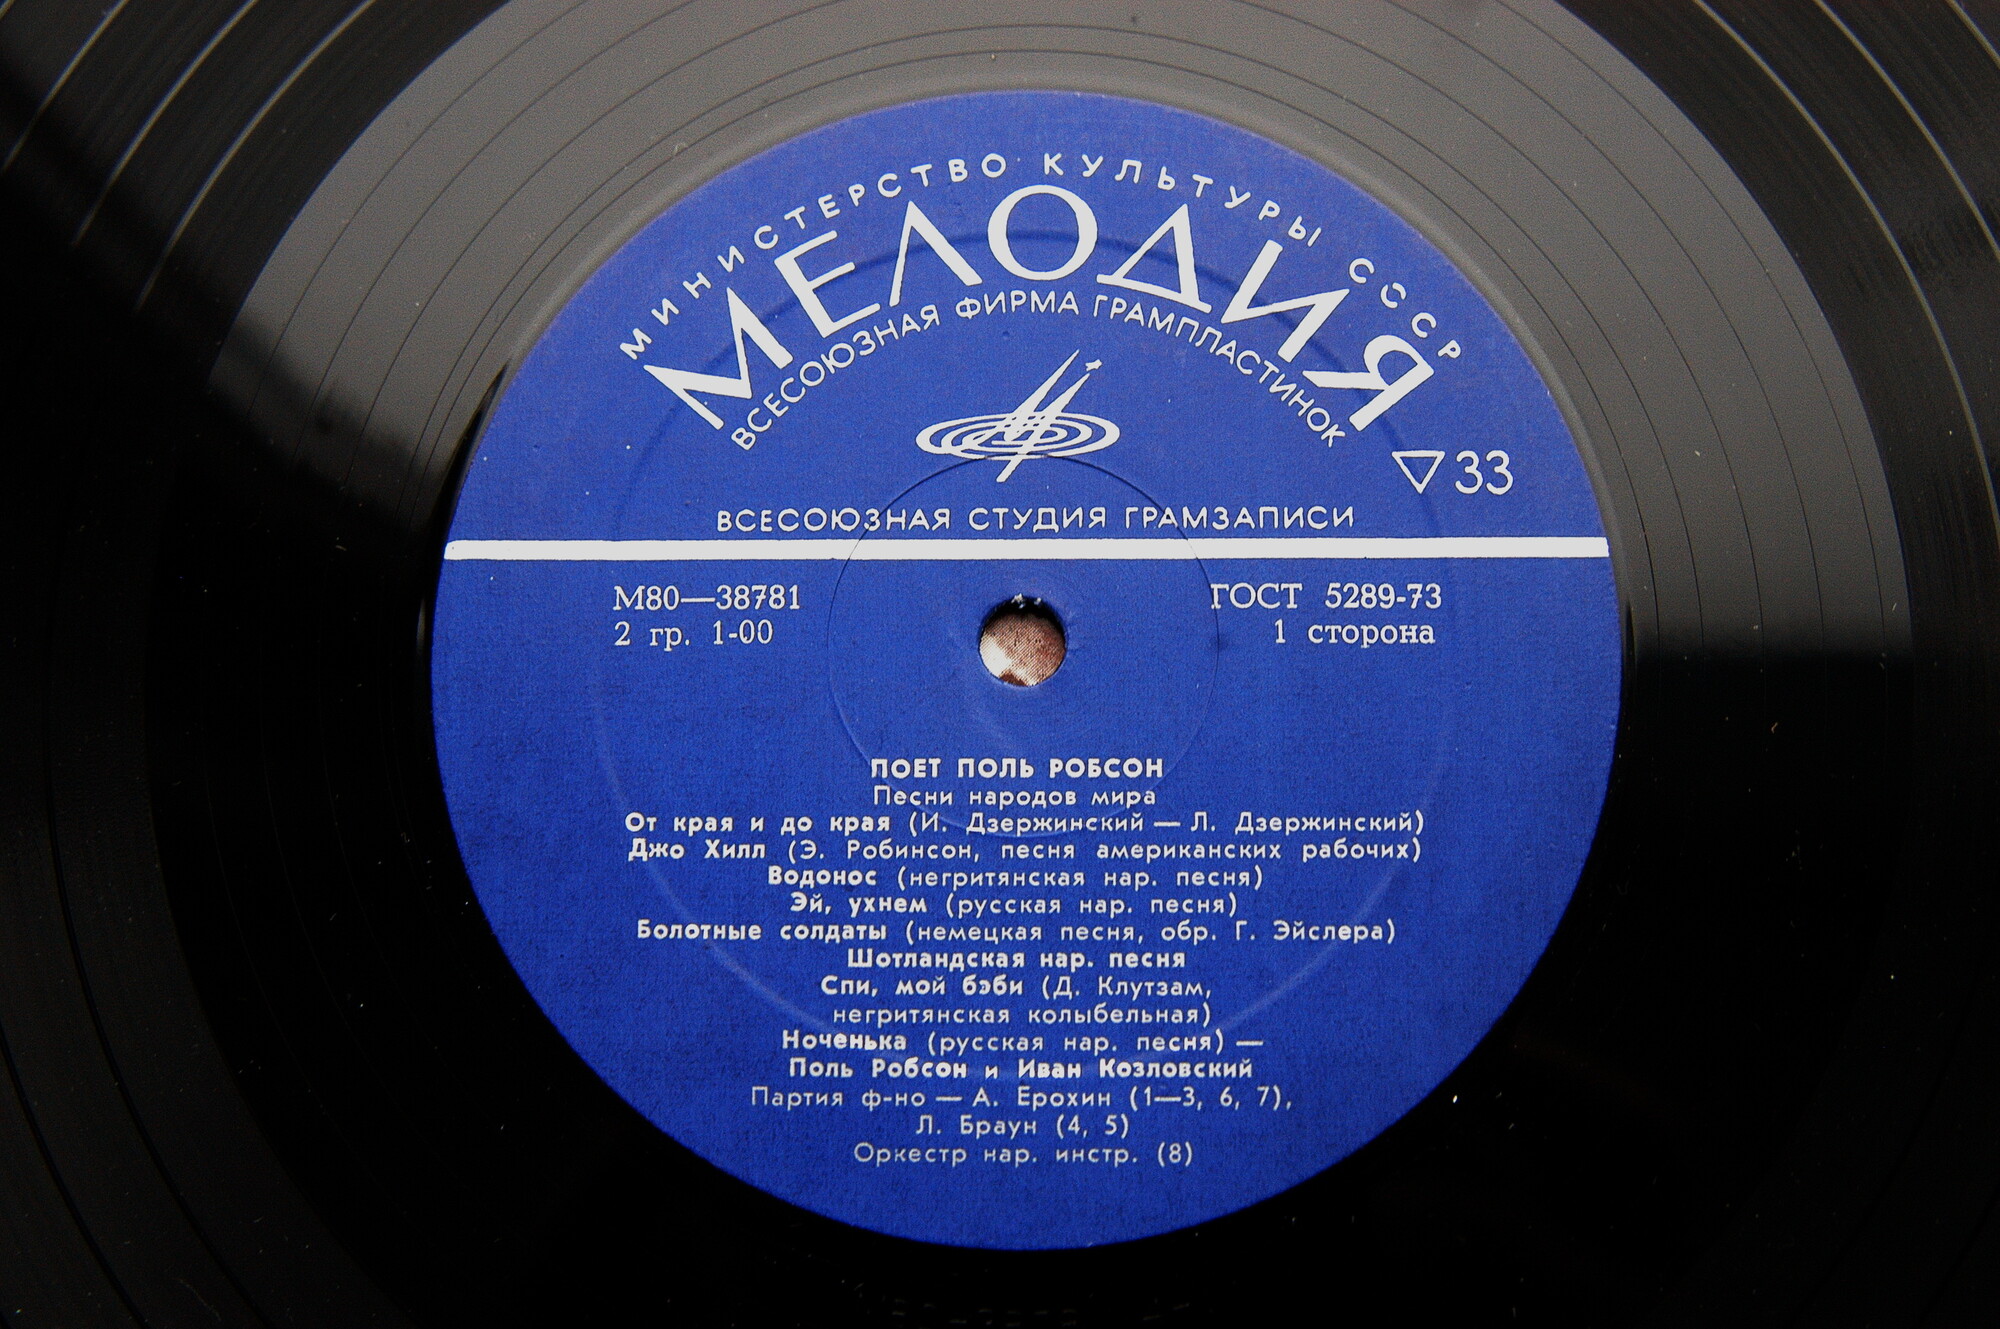 МИНИСТЕРСТВО КУЛЬТУРЫ СССР
МЕЛОДИЯ
ВСЕСОЮЗНАЯ ФИРМА ГРАМПЛАСТИНОК
33
ВСЕСОЮЗНАЯ СТУДИЯ ГРАМЗАПИСИ
М80—38781
ГОСТ 5289-73
2 гр. 1-00
1 сторона
ПОЕТ ПОЛЬ РОБСОН
Песни народов мира
От края и до края (И. Дзержинский — Л. Дзержинский)
Джо Хилл (Э. Робинсон, песня американских рабочих)
Водонос (негритянская нар. песня)
Эй, ухнем (русская нар. песня)
Болотные солдаты (немецкая песня, обр. Г. Эйслера)
Шотландская нар. песня
Спи, мой бэби (Д. Клутзам,
негритянская колыбельная)
Ноченька (русская нар. песня) —
Поль Робсон и Иван Козловский
Партия ф-но — А. Ерохин (1—3, 6, 7),
Л. Браун (4, 5)
Оркестр нар. инстр. (8)